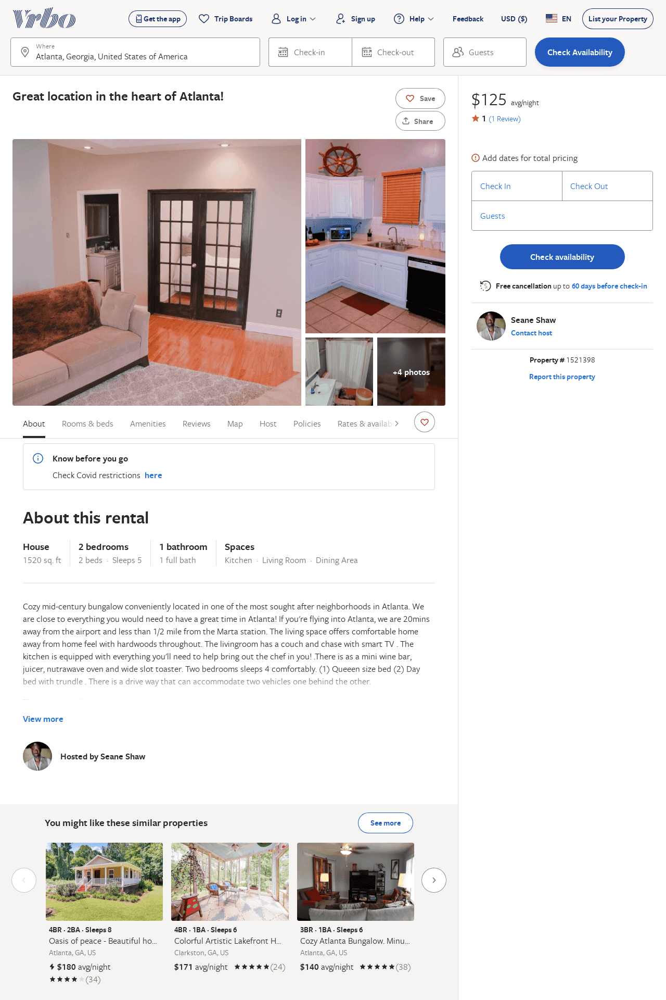 Vrbo
Get the app
Trip Boards
Log in
Sign up
Help
Feedback
USD ($)
EN
List your Property
Where
Atlanta, Georgia, United States of America
Check-in
Check-out
Guests
Check Availability
Great location in the heart of Atlanta!
Save
Share
+4 photos
$125 avg/night
1 (1 Review)
Add dates for total pricing
Check In
Check Out
Guests
Check availability
Free cancellation up to 60 days before check-in
Seane Shaw
Contact host
Property # 1521398
Report this property
About
Rooms & beds
Amenities
Reviews
Map
Host
Policies
Rates & availab
Know before you go
Check Covid restrictions here
About this rental
House
1520 sq. ft
2 bedrooms
2 beds · Sleeps 5
1 bathroom
1 full bath
Spaces
Kitchen · Living Room · Dining Area
Cozy mid-century bungalow conveniently located in one of the most sought after neighborhoods in Atlanta. We
are close to everything you would need to have a great time in Atlanta! If you're flying into Atlanta, we are 20mins
away from the airport and less than 1/2 mile from the Marta station. The living space offers comfortable home
away from home feel with hardwoods throughout. The livingroom has a couch and chase with smart TV . The
kitchen is equipped with everything you'll need to help bring out the chef in you! .There is as a mini wine bar,
juicer, nutrawave oven and wide slot toaster. Two bedrooms sleeps 4 comfortably. (1) Queeen size bed (2) Day
bed with trundle . There is a drive way that can accommodate two vehicles one behind the other.
View more
Hosted by Seane Shaw
You might like these similar properties
See more
4BR · 2BA · Sleeps 8
Oasis of peace - Beautiful ho...
Atlanta, GA, US
$180 avg/night
(34)
4BR · 1BA · Sleeps 6
Colorful Artistic Lakefront H...
Clarkston, GA, US
$171 avg/night
(24)
3BR · 1BA · Sleeps 6
Cozy Atlanta Bungalow. Minu...
Atlanta, GA, US
$140 avg/night
(38)